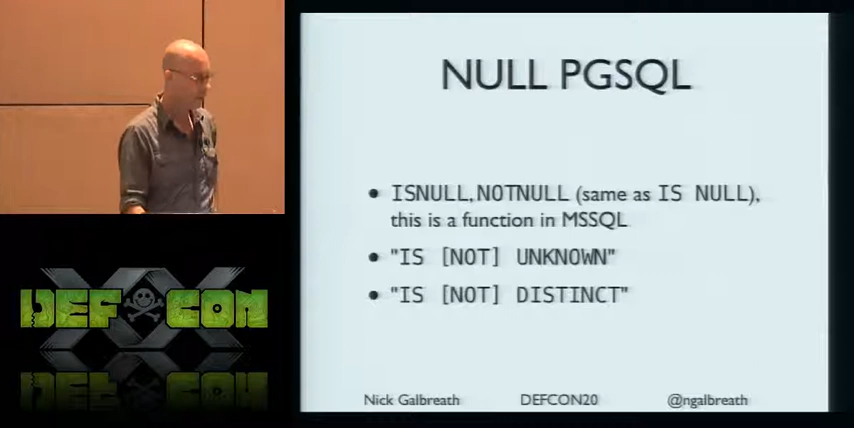 NULL PGSQL
• ISNULL, NOTNULL (same as IS NULL),
this is a function in MSSQL
• "IS [NOT] UNKNOWN"
• "IS [NOT] DISTINCT"
Nick Galbreath DEFCON20 @ngalbreath
DEF CON
XX